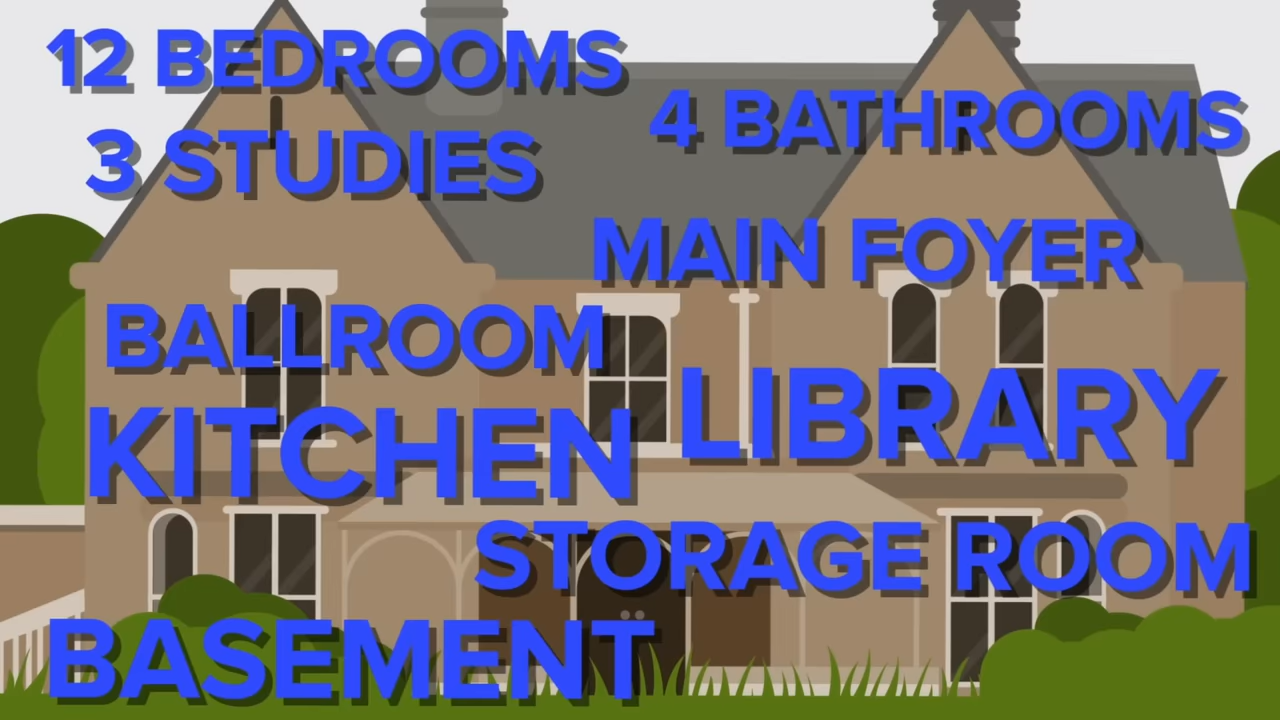 12 BEDROOMS
4 BATHROOMS
3 STUDIES
MAIN FOYER
BALLROOM
LIBRARY
KITCHEN
STORAGE ROOM
BASEMENT